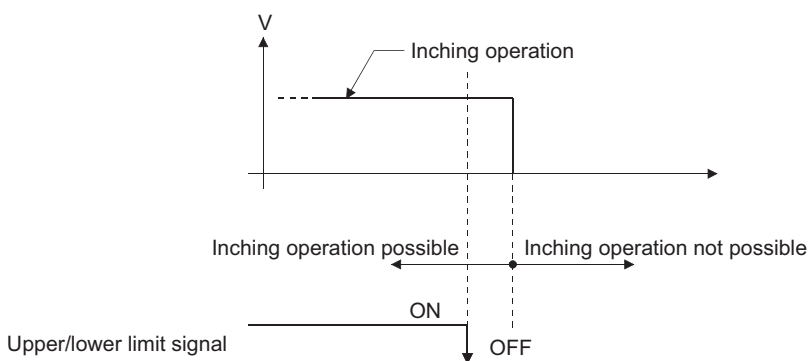 V
Inching operation
Inching operation possible
Inching operation not possible
ON
Upper/lower limit signal
OFF